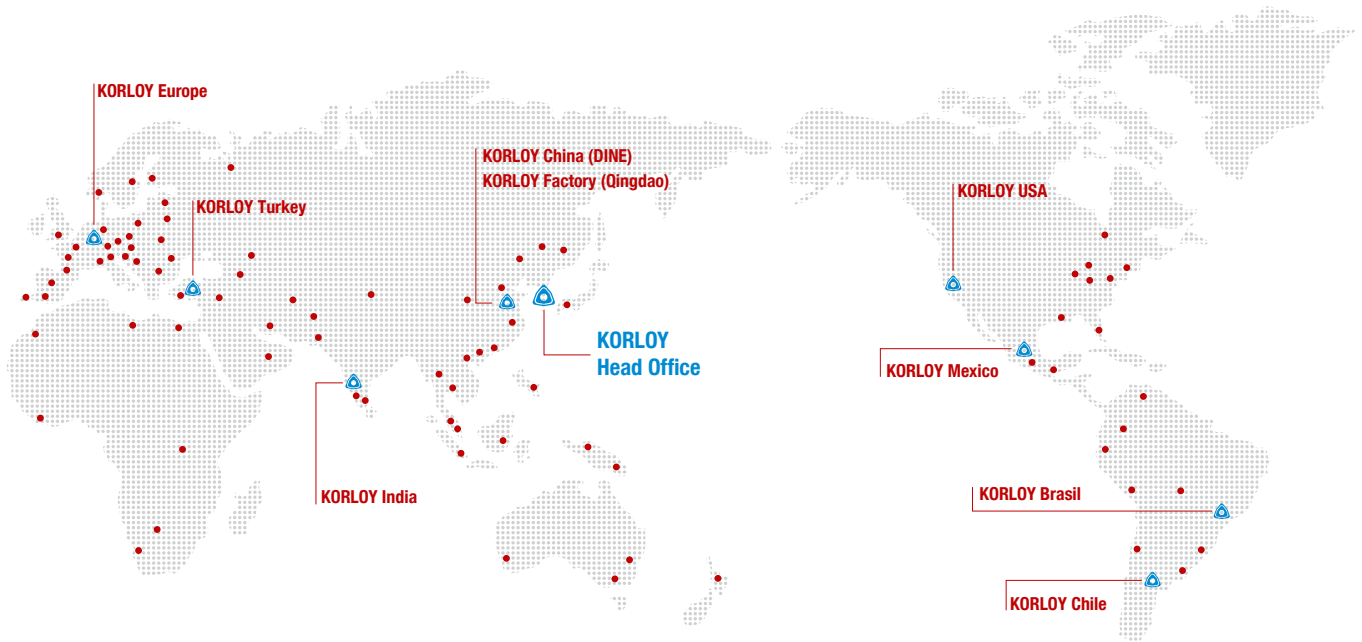 KORLOY Europe
KORLOY China (DINE)
KORLOY Factory (Qingdao)
KORLOY USA
KORLOY Turkey
KORLOY
Head Office
KORLOY Mexico
KORLOY India
KORLOY Brasil
KORLOY Chile